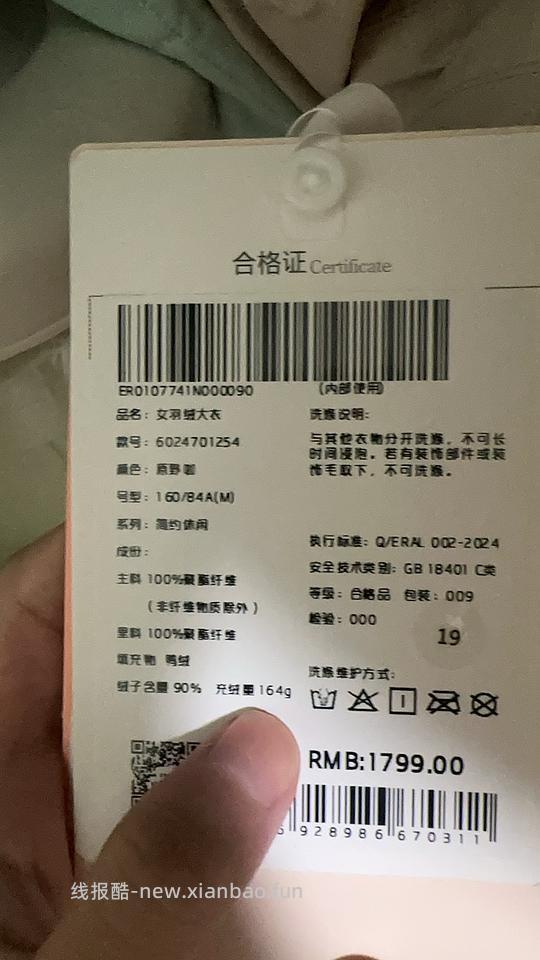 合格证 Certificate
ER0107741N000090 （内部使用）
品名：女羽绒大衣
款号：6024701254
颜色：原野咖
号型：160/84A(M)
系列：简约休闲
成份：
主料 100%聚酯纤维
（非纤维物质除外）
里料 100%聚酯纤维
填充物 鸭绒
绒子含量 90% 充绒量 164g
洗涤说明：
与其他衣物分开洗涤，不可长
时间浸泡。若有装饰部件或装
饰毛取下，不可洗涤。
执行标准：Q/ERAL 002-2024
安全技术类别：GB 18401 C类
等级：合格品 包装：009
检验：000
19
洗涤维护方式：
RMB:1799.00
6 928986 670311
线报酷-new.xianbao.fun